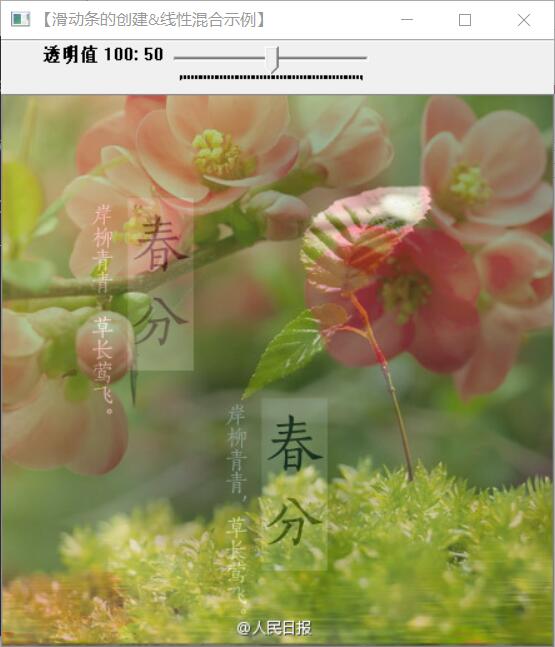 【滑动条的创建&线性混合示例】
透明值 100: 50
春分
岸柳青青，
草长莺飞。
春分
岸柳青青，
草长莺飞。
@人民日报